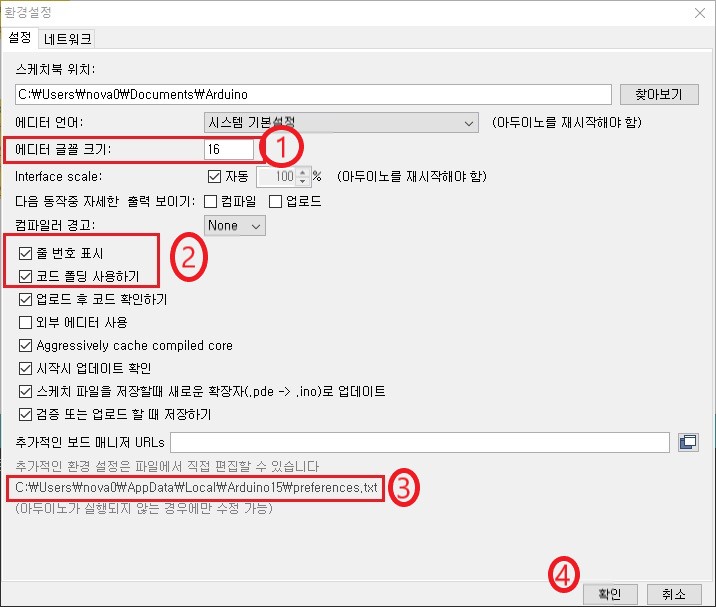 환경설정
설정 네트워크
스케치북 위치:
C:₩Users₩nova0₩Documents₩Arduino 찾아보기
에디터 언어: 시스템 기본설정 (아두이노를 재시작해야 함)
에디터 글꼴 크기: 16 1
Interface scale: 자동 100 % (아두이노를 재시작해야 함)
다음 동작중 자세한 출력 보이기: 컴파일 업로드
컴파일러 경고: None
줄 번호 표시
2
코드 폴딩 사용하기
업로드 후 코드 확인하기
외부 에디터 사용
Aggressively cache compiled core
시작시 업데이트 확인
스케치 파일을 저장할때 새로운 확장자(.pde -> .ino)로 업데이트
검증 또는 업로드 할 때 저장하기
추가적인 보드 매니저 URLs
추가적인 환경 설정은 파일에서 직접 편집할 수 있습니다
C:₩Users₩nova0₩AppData₩Local₩Arduino15₩preferences.txt 3
(아두이노가 실행되지 않는 경우에만 수정 가능)
4 확인 취소